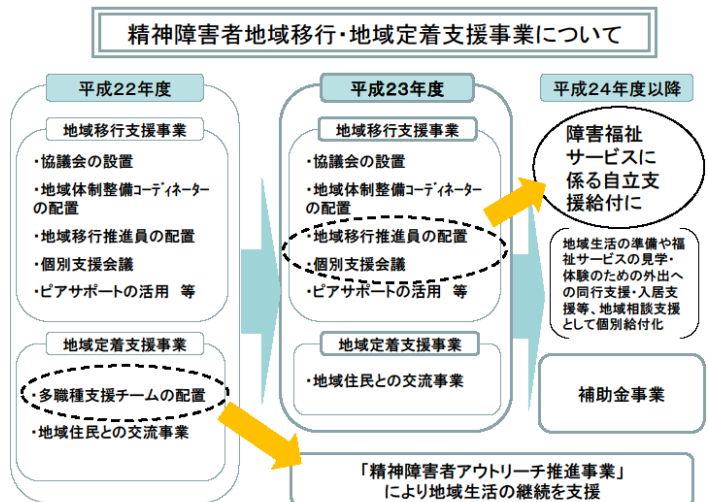 精神障害者地域移行・地域定着支援事業について
平成22年度
地域移行支援事業
・協議会の設置
・地域体制整備コーディネーター
の配置
・地域移行推進員の配置
・個別支援会議
・ピアサポートの活用 等
地域定着支援事業
・多職種支援チームの配置
・地域住民との交流事業
平成23年度
地域移行支援事業
・協議会の設置
・地域体制整備コーディネーター
の配置
・地域移行推進員の配置
・個別支援会議
・ピアサポートの活用 等
地域定着支援事業
・地域住民との交流事業
平成24年度以降
障害福祉
サービスに
係る自立支
援給付に
地域生活の準備や福
祉サービスの見学・
体験のための外出へ
の同行支援・入居支
援等、地域相談支援
として個別給付化
補助金事業
「精神障害者アウトリーチ推進事業」
により地域生活の継続を支援